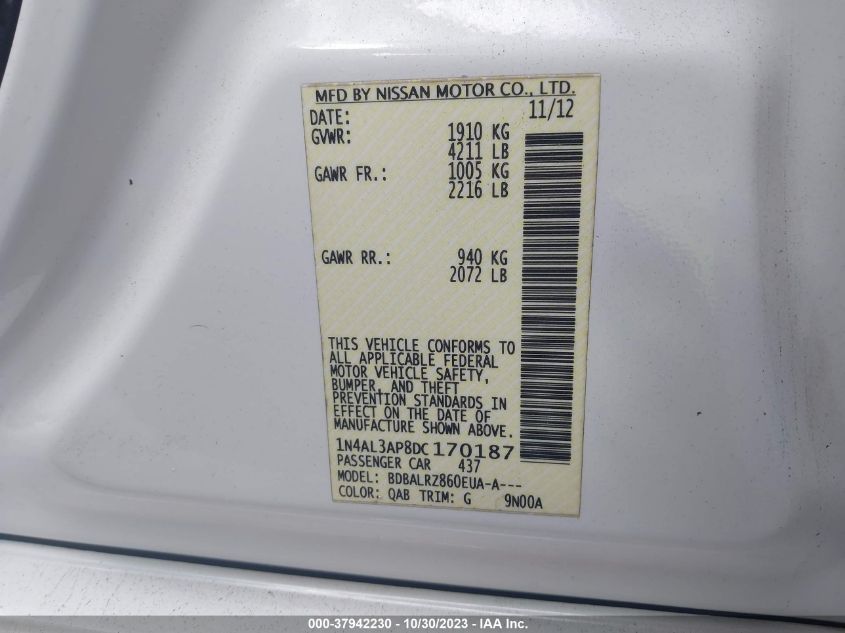 MFD BY NISSAN MOTOR CO., LTD.
DATE: 11/12
GVWR: 1910 KG
4211 LB
GAWR FR.: 1005 KG
2216 LB
GAWR RR.: 940 KG
2072 LB
THIS VEHICLE CONFORMS TO
ALL APPLICABLE FEDERAL
MOTOR VEHICLE SAFETY,
BUMPER, AND THEFT
PREVENTION STANDARDS IN
EFFECT ON THE DATE OF
MANUFACTURE SHOWN ABOVE.
1N4AL3AP8DC170187
PASSENGER CAR 437
MODEL: BDBALRZ860EUA-A---
COLOR: QAB TRIM: G 9N00A
000-37942230 - 10/30/2023 - IAA Inc.